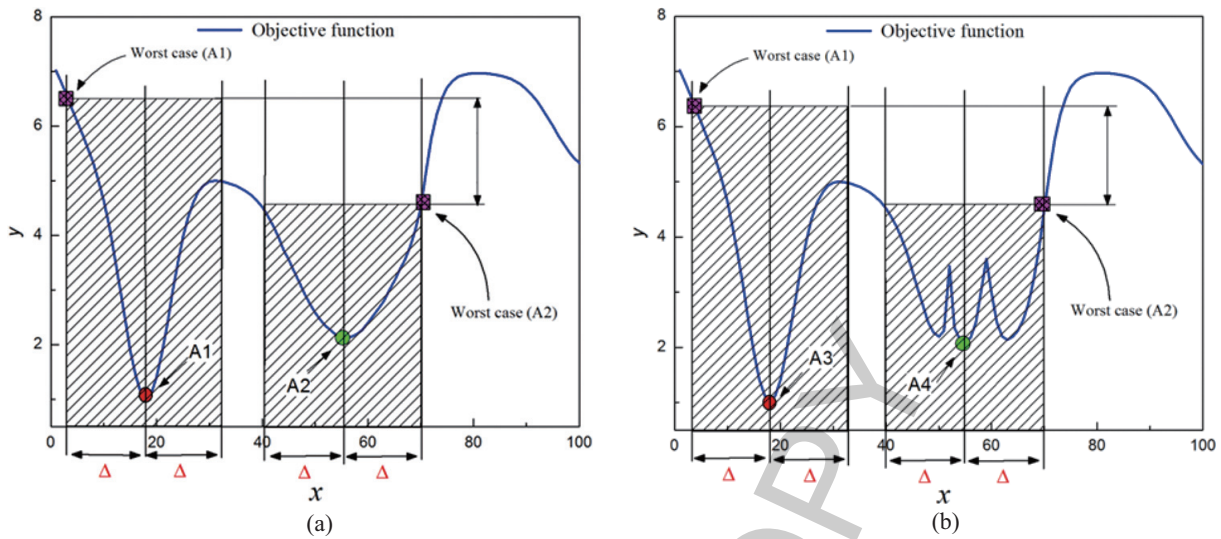 8
6
4
2
0
20
40
60
80
100
y
x
Objective function
Worst case (A1)
A1
A2
Worst case (A2)
Δ Δ Δ Δ
(a)
8
6
4
2
0
20
40
60
80
100
y
x
Objective function
Worst case (A1)
A3
A4
Worst case (A2)
Δ Δ Δ Δ
(b)